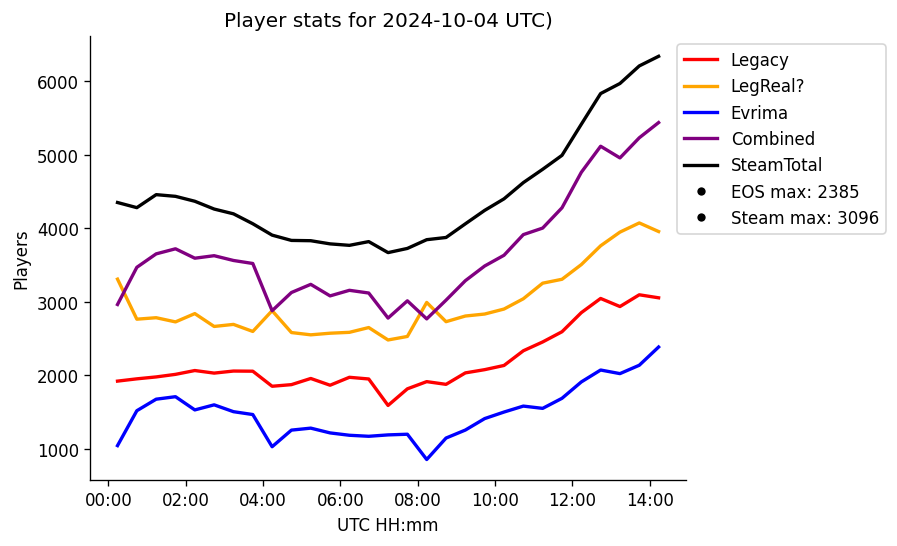 Player stats for 2024-10-04 UTC)
6000
5000
4000
3000
2000
1000
Players
00:00 02:00 04:00 06:00 08:00 10:00 12:00 14:00
UTC HH:mm
Legacy
LegReal?
Evrima
Combined
SteamTotal
EOS max: 2385
Steam max: 3096